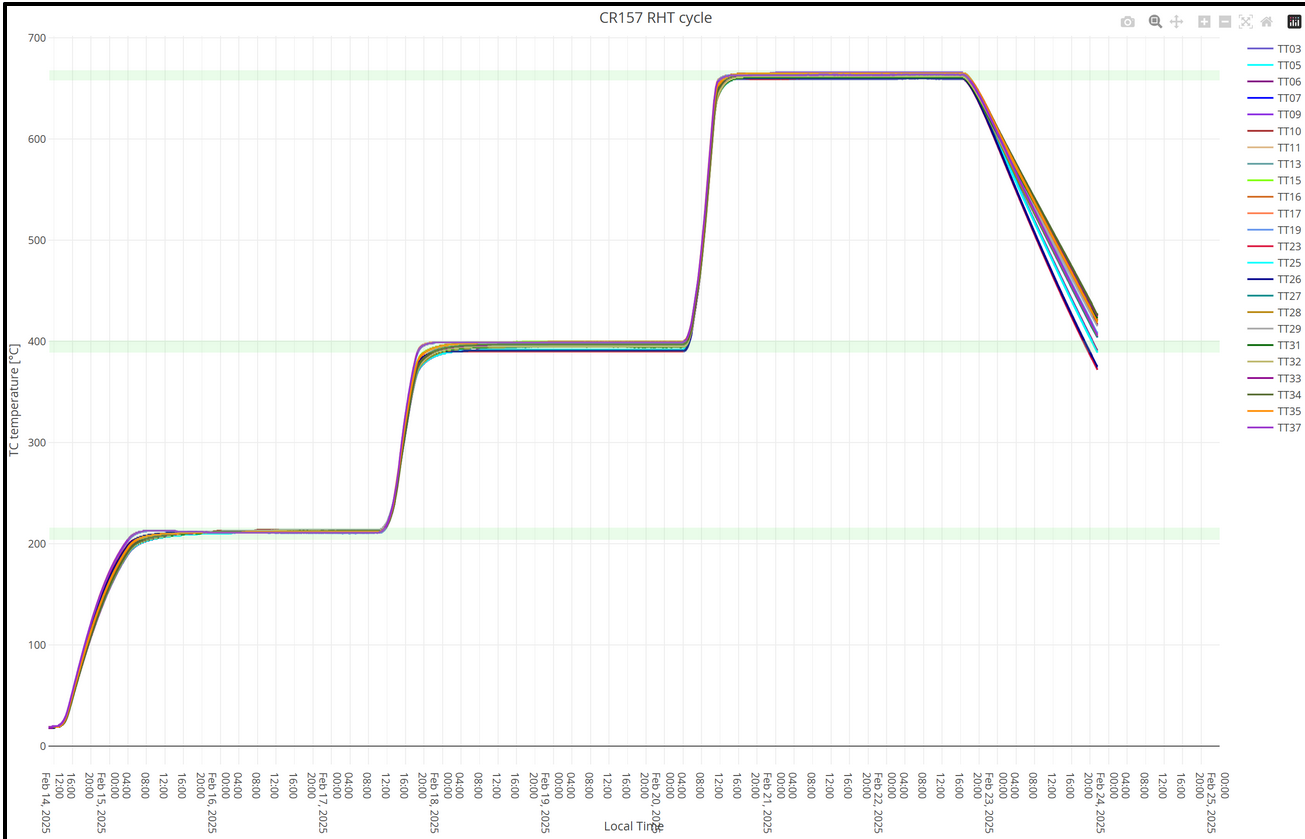 CR157 RHT cycle
700
600
500
400
300
200
100
0
TC temperature [°C]
12:00
Feb 14, 2025
16:00
20:00
00:00
Feb 15, 2025
04:00
08:00
12:00
16:00
20:00
00:00
Feb 16, 2025
04:00
08:00
12:00
16:00
20:00
00:00
Feb 17, 2025
04:00
08:00
12:00
16:00
20:00
00:00
Feb 18, 2025
04:00
08:00
12:00
16:00
20:00
00:00
Feb 19, 2025
04:00
08:00
12:00
16:00
20:00
00:00
Feb 20, 2025
04:00
08:00
12:00
16:00
20:00
00:00
Feb 21, 2025
04:00
08:00
12:00
16:00
20:00
00:00
Feb 22, 2025
04:00
08:00
12:00
16:00
20:00
00:00
Feb 23, 2025
04:00
08:00
12:00
16:00
20:00
00:00
Feb 24, 2025
04:00
08:00
12:00
16:00
20:00
00:00
Feb 25, 2025
Local Time
TT03
TT05
TT06
TT07
TT09
TT10
TT11
TT13
TT15
TT16
TT17
TT19
TT23
TT25
TT26
TT27
TT28
TT29
TT31
TT32
TT33
TT34
TT35
TT37